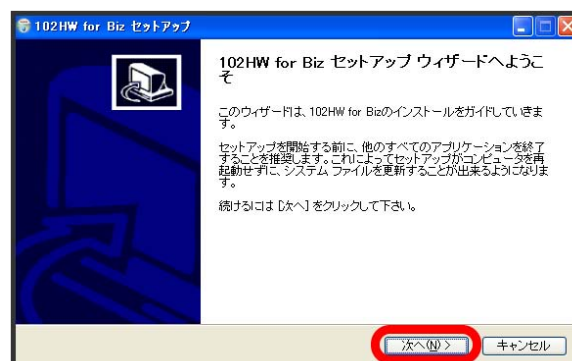 102HW for Biz セットアップ
102HW for Biz セットアップ ウィザードへようこ
そ
このウィザードは、102HW for Bizのインストールをガイドしていきま
す。
セットアップを開始する前に、他のすべてのアプリケーションを終了
することを推奨します。これによってセットアップがコンピュータを再
起動せずに、システム ファイルを更新することが出来るようになりま
す。
続けるには [次へ] をクリックして下さい。
次へ(N) >
キャンセル